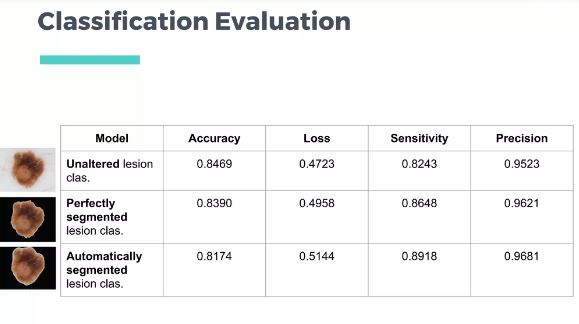 Classification Evaluation
Model Accuracy Loss Sensitivity Precision
Unaltered lesion 0.8469 0.4723 0.8243 0.9523
clas.
Perfectly 0.8390 0.4958 0.8648 0.9621
segmented
lesion clas.
Automatically 0.8174 0.5144 0.8918 0.9681
segmented
lesion clas.